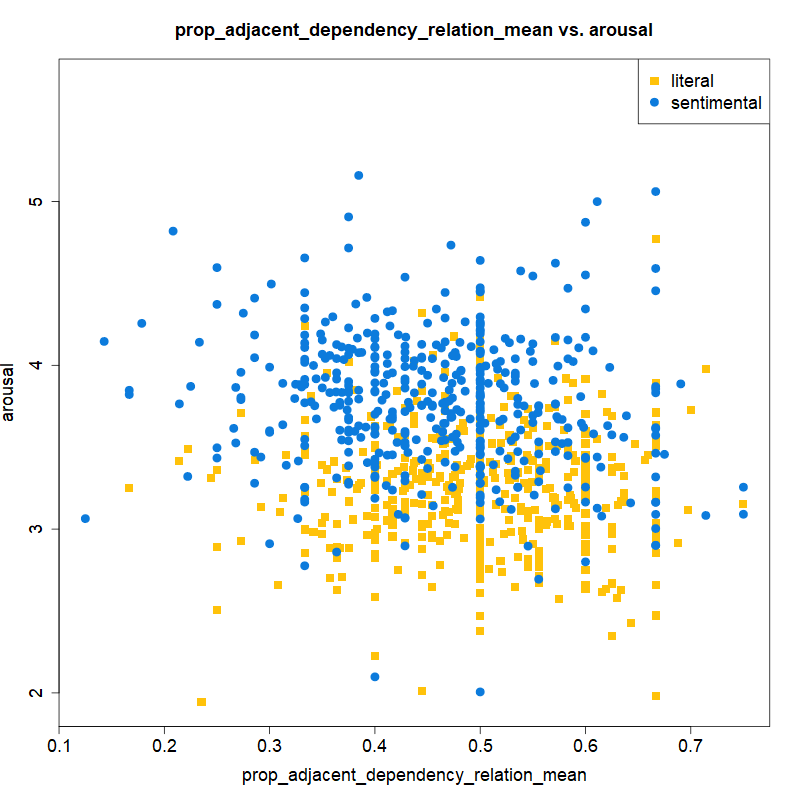 prop_adjacent_dependency_relation_mean vs. arousal
literal
sentimental
arousal
5
4
3
2
0.1 0.2 0.3 0.4 0.5 0.6 0.7
prop_adjacent_dependency_relation_mean